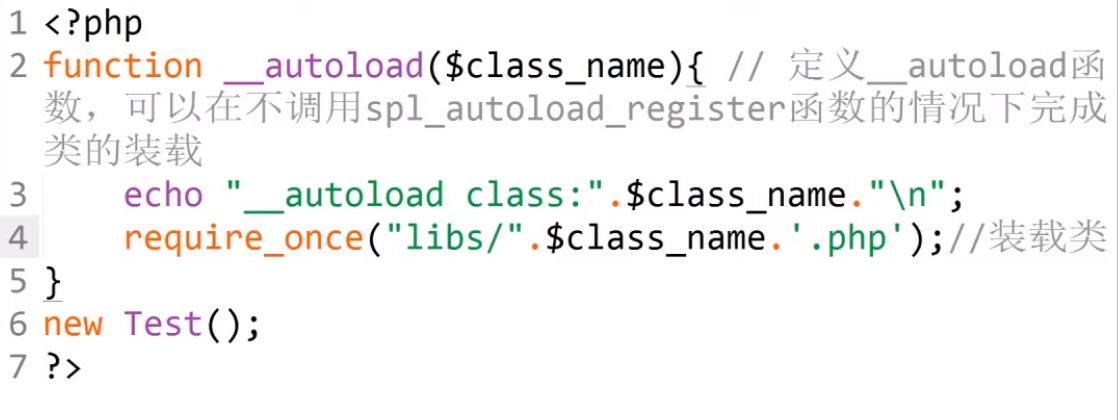 1 <?php
2 function __autoload($class_name){ // 定义__autoload函
数，可以在不调用spl_autoload_register函数的情况下完成
类的装载
3     echo "__autoload class:".$class_name."\n";
4     require_once("libs/".$class_name.'.php');//装载类
5 }
6 new Test();
7 ?>